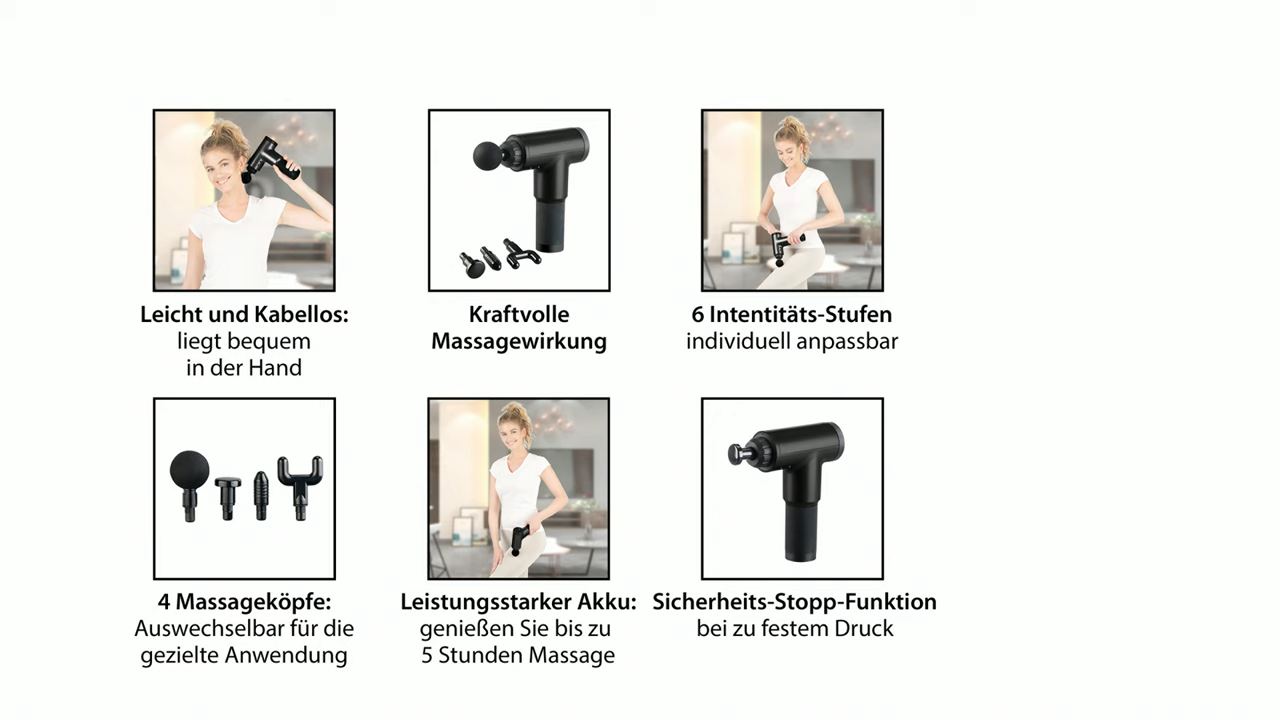 Leicht und Kabellos:
liegt bequem
in der Hand
Kraftvolle
Massagewirkung
6 Intentitäts-Stufen
individuell anpassbar
4 Massageköpfe:
Auswechselbar für die
gezielte Anwendung
Leistungsstarker Akku:
genießen Sie bis zu
5 Stunden Massage
Sicherheits-Stopp-Funktion
bei zu festem Druck